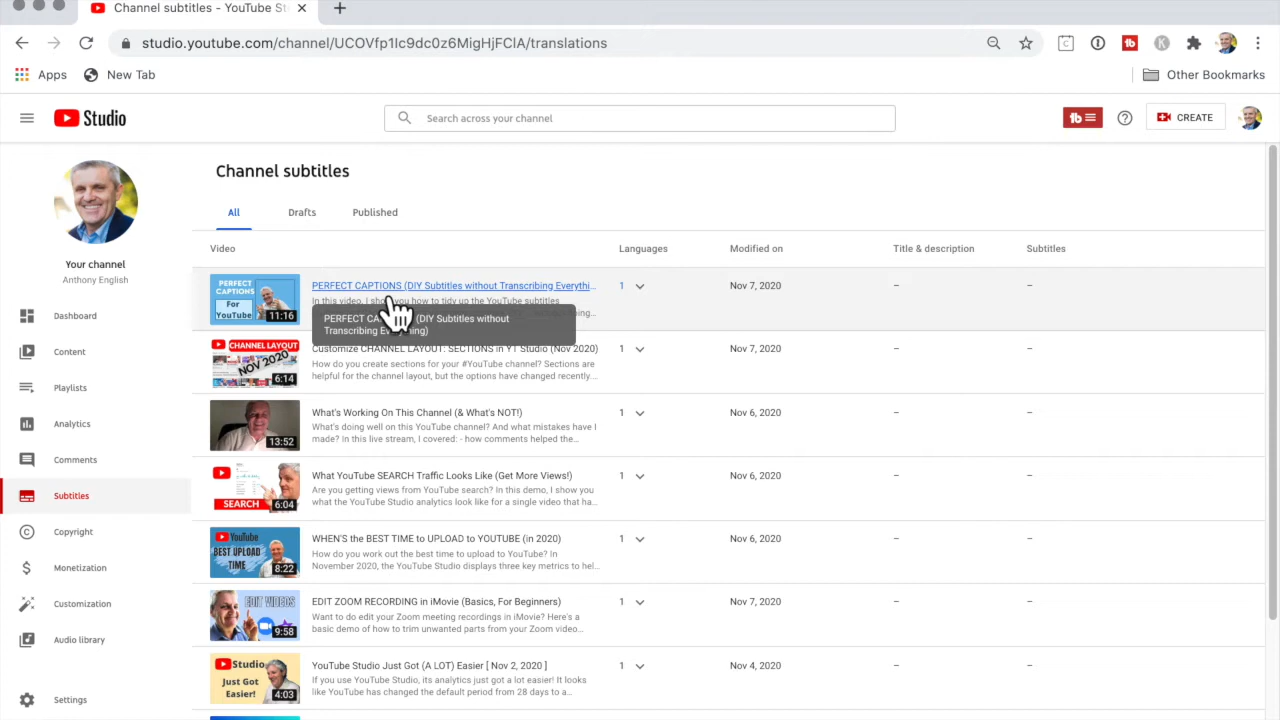 Channel subtitles - YouTube St
studio.youtube.com/channel/UCOVfp1Ic9dc0z6MigHjFClA/translations
Apps
New Tab
Other Bookmarks
Studio
Search across your channel
CREATE
Your channel
Anthony English
Dashboard
Content
Playlists
Analytics
Comments
Subtitles
Copyright
Monetization
Customization
Audio library
Settings
Channel subtitles
All
Drafts
Published
Video
Languages
Modified on
Title & description
Subtitles
PERFECT
CAPTIONS
For
YouTube
11:16
PERFECT CAPTIONS (DIY Subtitles without Transcribing Everythi...
In this video, I show you how to tidy up the YouTube subtitles
1
Nov 7, 2020
–
–
PERFECT CA (DIY Subtitles without
Transcribing
CHANNEL LAYOUT
NOV 2020
6:14
Customize CHANNEL LAYOUT: SECTIONS in YT Studio (Nov 2020)
How do you create sections for your #YouTube channel? Sections are
helpful for the channel layout, but the options have changed recently....
1
Nov 7, 2020
–
–
13:52
What's Working On This Channel (& What's NOT!)
What's doing well on this YouTube channel? And what mistakes have I
made? In this live stream, I covered: - how comments helped the...
1
Nov 6, 2020
–
–
SEARCH
6:04
What YouTube SEARCH Traffic Looks Like (Get More Views!)
Are you getting views from YouTube search? In this demo, I show you
what the YouTube Studio analytics look like for a single video that ha...
1
Nov 6, 2020
–
–
YouTube
BEST UPLOAD
TIME
8:22
WHEN's the BEST TIME to UPLOAD to YOUTUBE (in 2020)
How do you work out the best time to upload to YouTube? In
November 2020, the YouTube Studio displays three key metrics to hel...
1
Nov 6, 2020
–
–
EDIT VIDEOS
9:58
EDIT ZOOM RECORDING in iMovie (Basics, For Beginners)
Want to do edit your Zoom meeting recordings in iMovie? Here's a
basic demo of how to trim unwanted parts from your Zoom video...
1
Nov 7, 2020
–
–
Studio
Just Got
Easier!
4:03
YouTube Studio Just Got (A LOT) Easier [ Nov 2, 2020 ]
If you use YouTube Studio, its analytics just got a lot easier! It looks
like YouTube has changed the default period from 28 days to a...
1
Nov 4, 2020
–
–